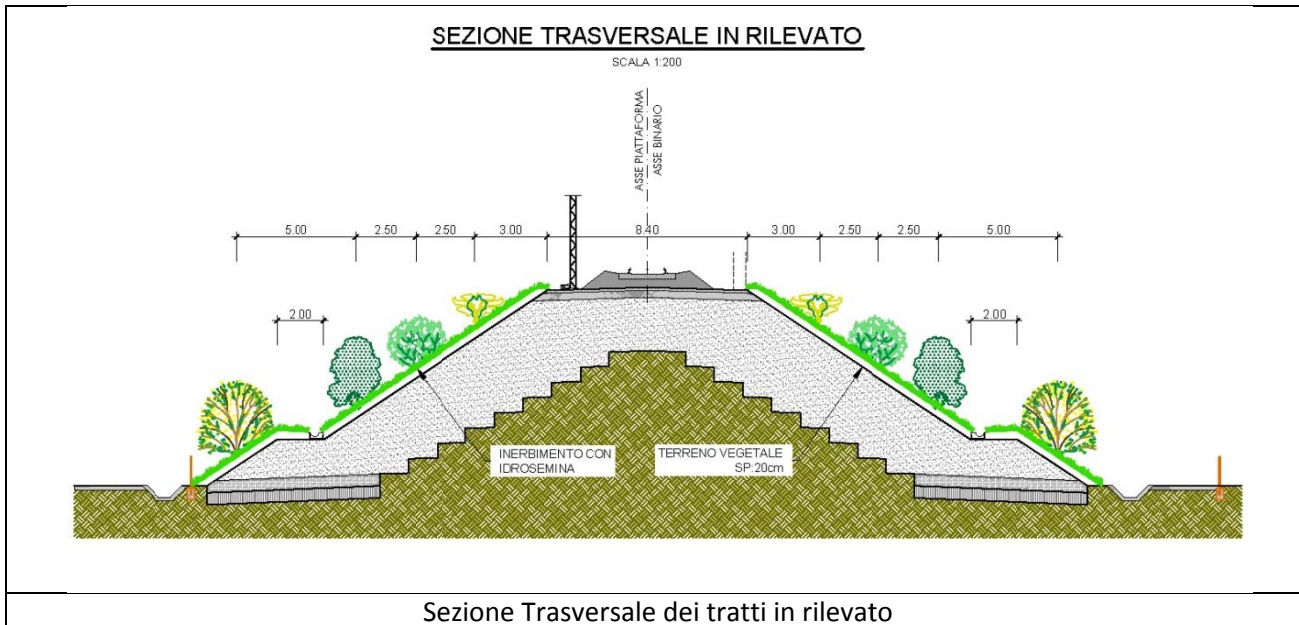 SEZIONE TRASVERSALE IN RILEVATO
SCALA 1:200
ASSE PIATTAFORMA
ASSE BINARIO
5.00 2.50 2.50 3.00 8.40 3.00 2.50 2.50 5.00
2.00 2.00
INERBIMENTO CON
IDROSEMINA
TERRENO VEGETALE
SP:20cm
Sezione Trasversale dei tratti in rilevato